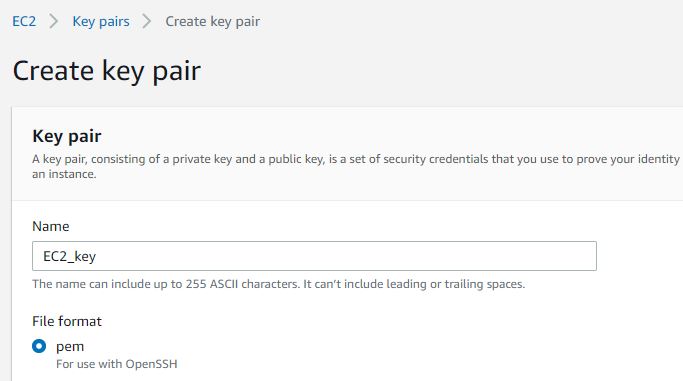 EC2 > Key pairs > Create key pair
Create key pair
Key pair
A key pair, consisting of a private key and a public key, is a set of security credentials that you use to prove your identity
an instance.
Name
EC2_key
The name can include up to 255 ASCII characters. It can't include leading or trailing spaces.
File format
pem
For use with OpenSSH